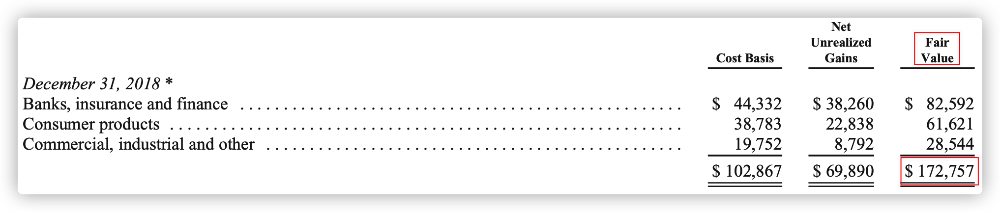 Net
Unrealized Fair
Cost Basis Gains Value
December 31, 2018 *
Banks, insurance and finance ........................................................ $ 44,332 $ 38,260 $ 82,592
Consumer products ........................................................ 38,783 22,838 61,621
Commercial, industrial and other ........................................................ 19,752 8,792 28,544
$ 102,867 $ 69,890 $ 172,757